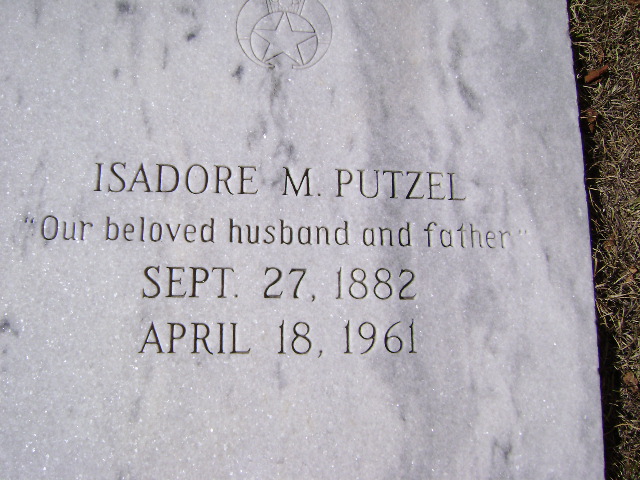 ISADORE M. PUTZEL
"Our beloved husband and father"
SEPT. 27, 1882
APRIL 18, 1961